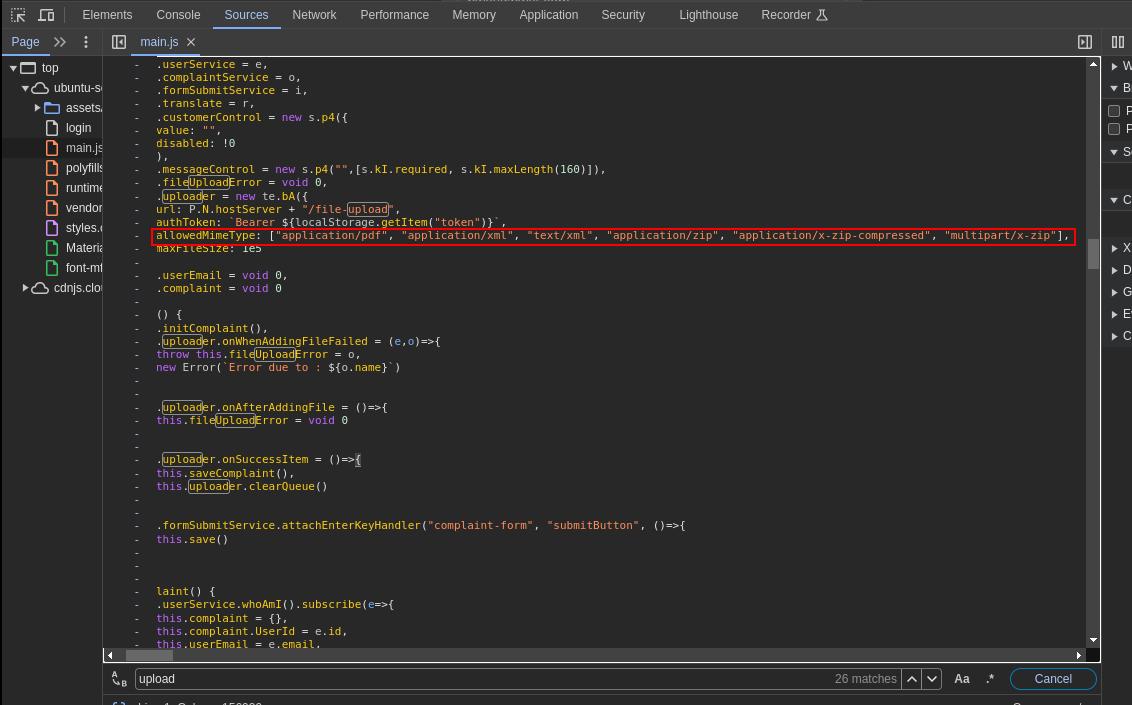 Elements Console Sources Network Performance Memory Application Security Lighthouse Recorder
Page main.js
top
ubuntu-se
assets/
login
main.js
polyfills
runtime
vendor
styles.c
Materia
font-mf
cdnjs.clou
- .userService = e,
- .complaintService = o,
- .formSubmitService = i,
- .translate = r,
- .customerControl = new s.p4({
- value: "",
- disabled: !0
- ),
- .messageControl = new s.p4("",[s.kI.required, s.kI.maxLength(160)]),
- .fileUploadError = void 0,
- .uploader = new te.bA({
- url: P.N.hostServer + "/file-upload",
- authToken: `Bearer ${localStorage.getItem("token")}`,
- allowedMimeType: ["application/pdf", "application/xml", "text/xml", "application/zip", "application/x-zip-compressed", "multipart/x-zip"],
- maxFileSize: 1e5
-
- .userEmail = void 0,
- .complaint = void 0
-
- () {
- .initComplaint(),
- .uploader.onWhenAddingFileFailed = (e,o)=>{
- throw this.fileUploadError = o,
- new Error(`Error due to : ${o.name}`)
-
-
- .uploader.onAfterAddingFile = ()=>{
- this.fileUploadError = void 0
-
-
- .uploader.onSuccessItem = ()=>{
- this.saveComplaint(),
- this.uploader.clearQueue()
-
-
- .formSubmitService.attachEnterKeyHandler("complaint-form", "submitButton", ()=>{
- this.save()
-
-
-
- laint() {
- .userService.whoAmI().subscribe(e=>{
- this.complaint = {},
- this.complaint.UserId = e.id,
- this.userEmail = e.email,
W
B
P
P
C
X
D
G
C
upload 26 matches Aa .* Cancel